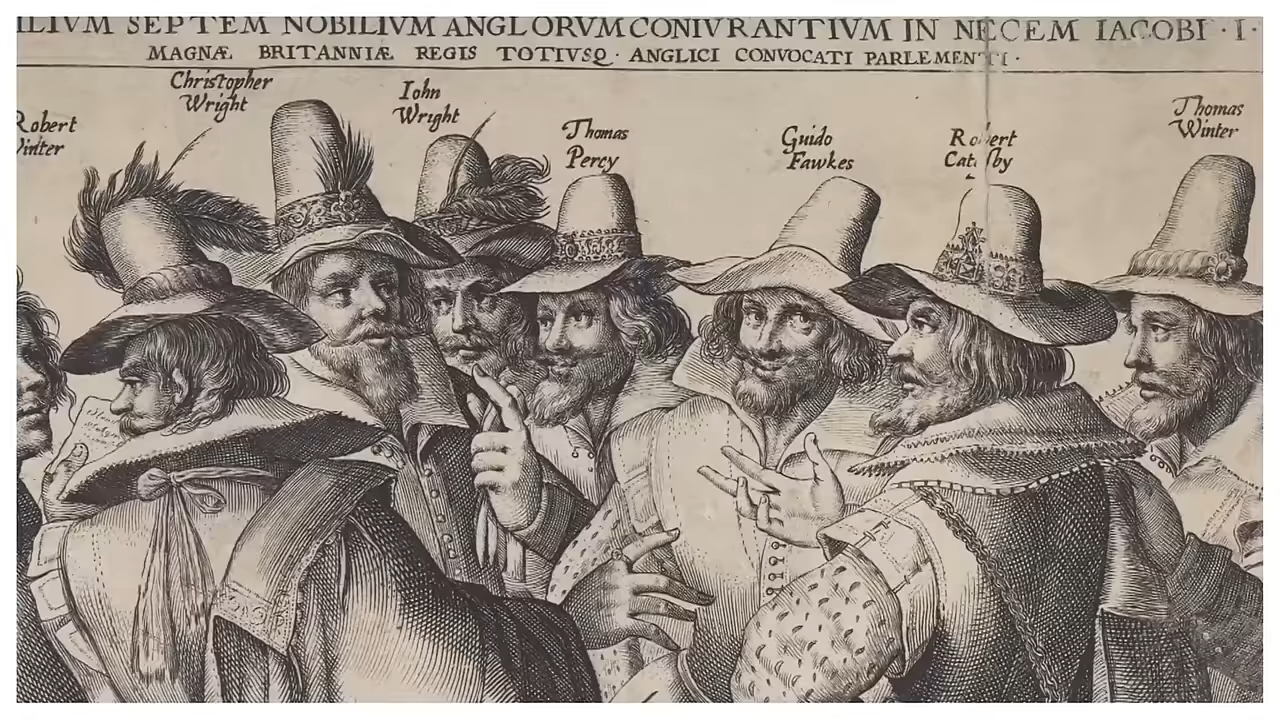 ILIVM SEPTEM NOBILIVM ANGLORVM CONIVRANTIVM IN NECEM IACOBI · I ·
MAGNÆ BRITANNIÆ REGIS TOTIVSQ · ANGLICI CONVOCATI PARLEMENTI ·
Robert
Winter
Christopher
Wright
Iohn
Wright
Thomas
Percy
Guido
Fawkes
Robert
Catesby
Thomas
Winter